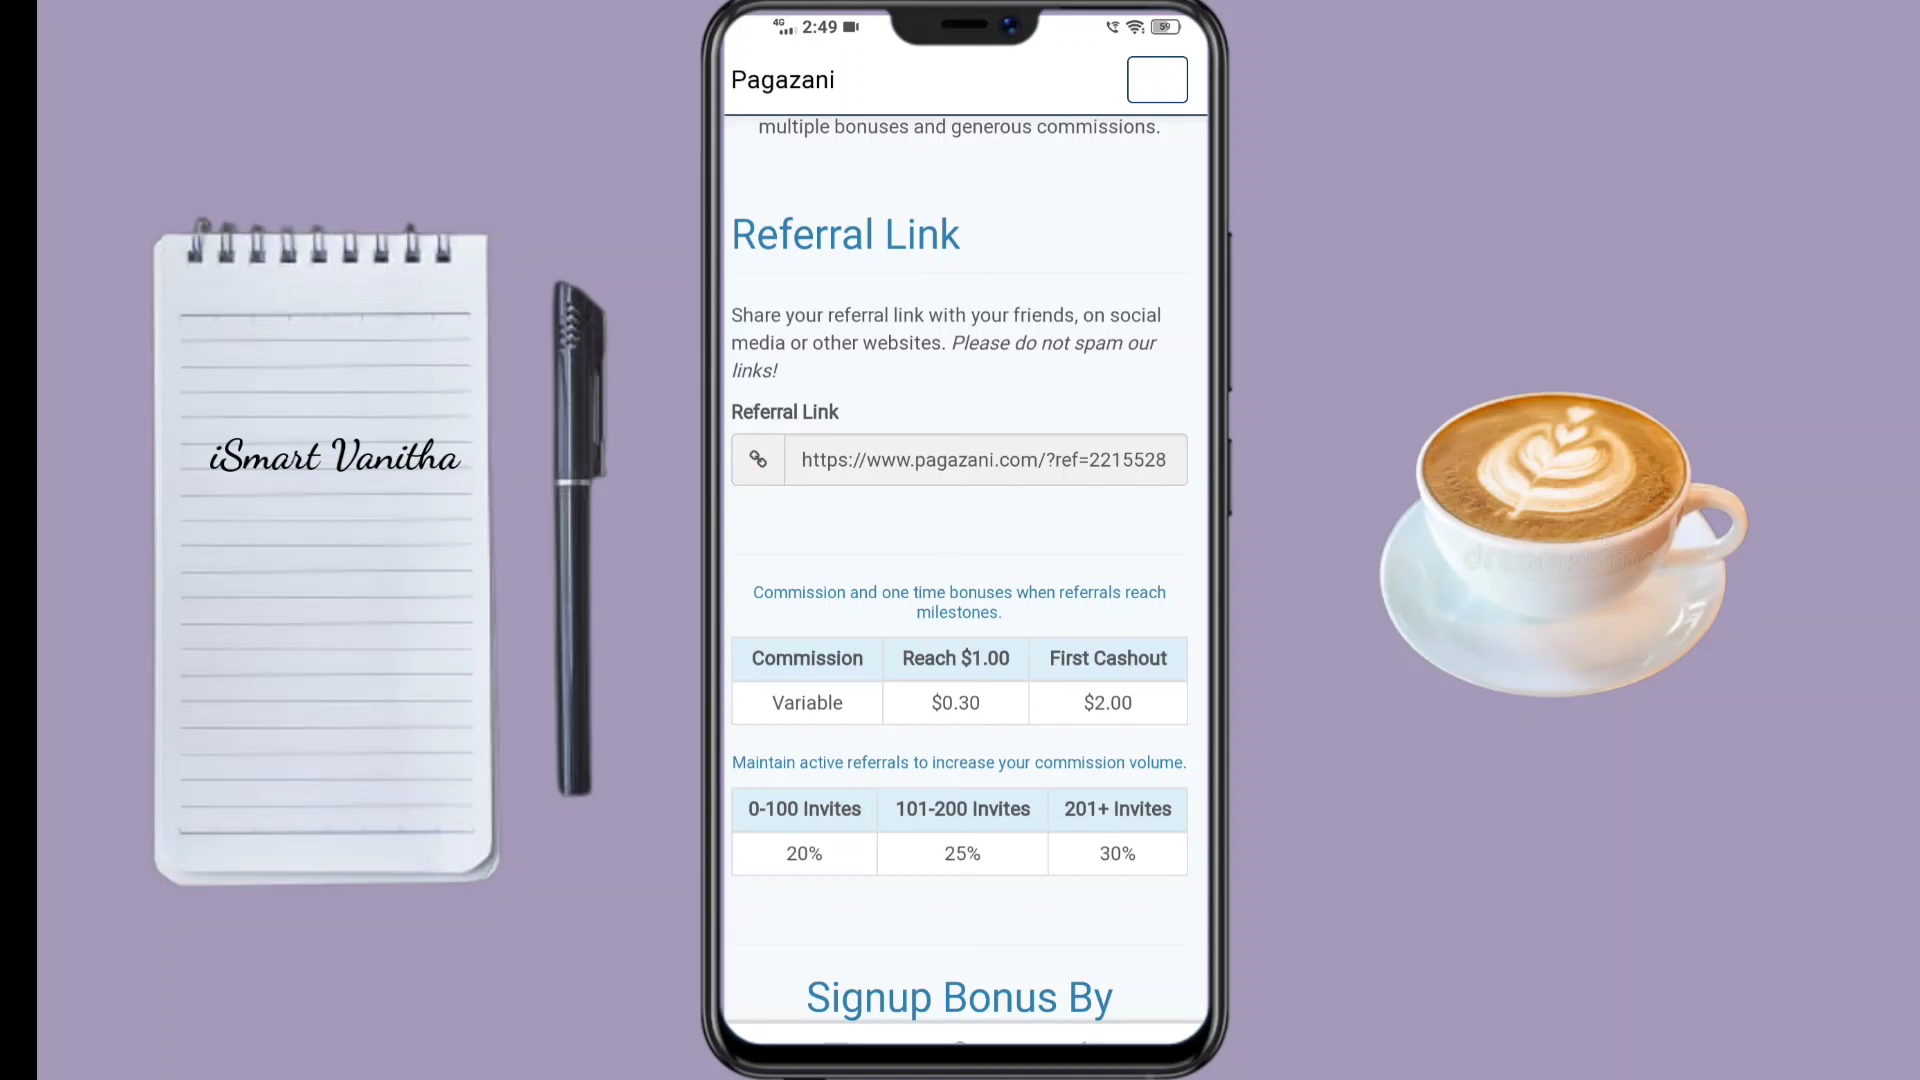 iSmart Vanitha
4G 2:49 59
Pagazani
multiple bonuses and generous commissions.
Referral Link
Share your referral link with your friends, on social
media or other websites. Please do not spam our
links!
Referral Link
https://www.pagazani.com/?ref=2215528
Commission and one time bonuses when referrals reach
milestones.
Commission Reach $1.00 First Cashout
Variable $0.30 $2.00
Maintain active referrals to increase your commission volume.
0-100 Invites 101-200 Invites 201+ Invites
20% 25% 30%
Signup Bonus By
dreamstime